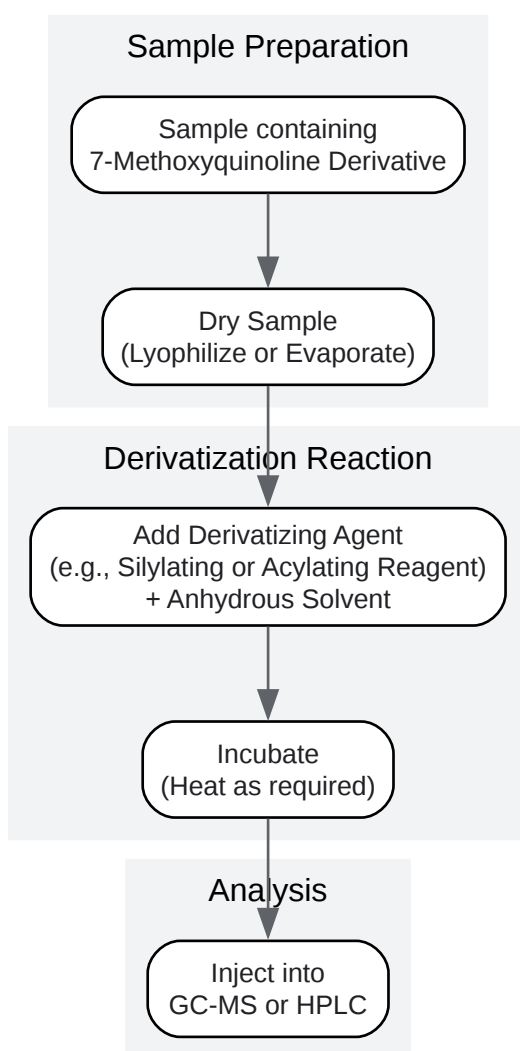 Sample Preparation
Sample containing
7-Methoxyquinoline Derivative
Dry Sample
(Lyophilize or Evaporate)
Derivatization Reaction
Add Derivatizing Agent
(e.g., Silylating or Acylating Reagent)
+ Anhydrous Solvent
Incubate
(Heat as required)
Analysis
Inject into
GC-MS or HPLC